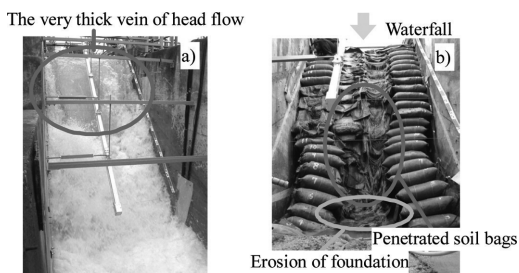 The very thick vein of head flow
a)
Waterfall
b)
Penetrated soil bags
Erosion of foundation